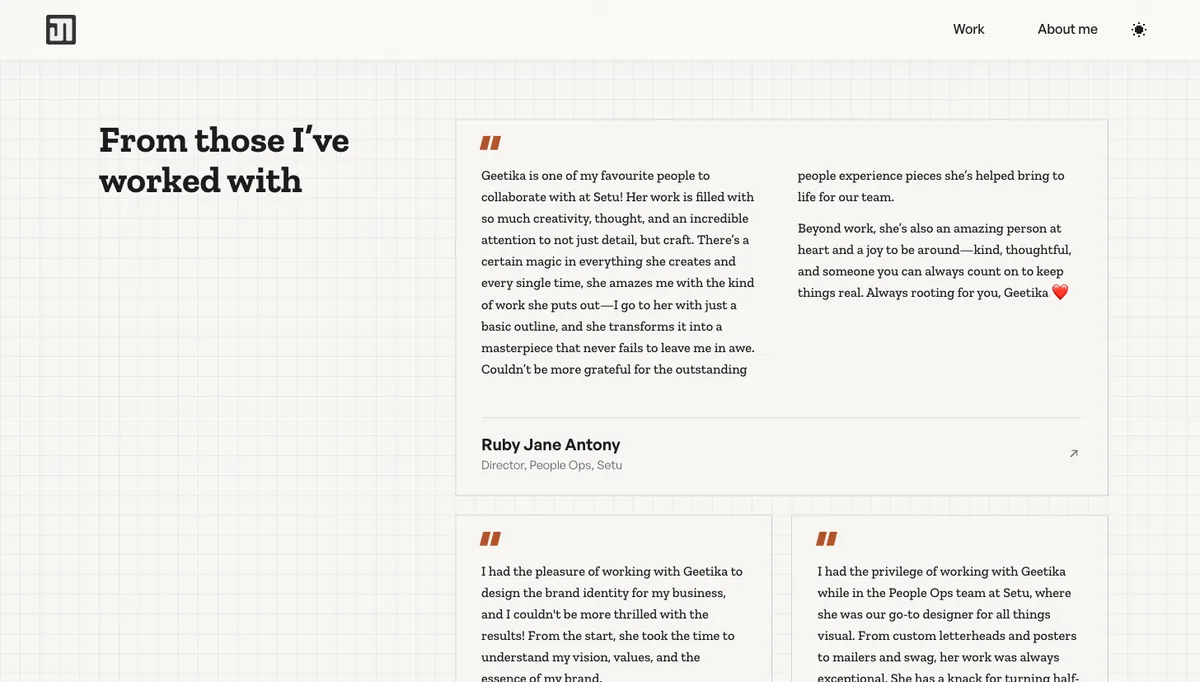 Work
About me
From those I’ve
worked with
Geetika is one of my favourite people to
collaborate with at Setu! Her work is filled with
so much creativity, thought, and an incredible
attention to not just detail, but craft. There’s a
certain magic in everything she creates and
every single time, she amazes me with the kind
of work she puts out—I go to her with just a
basic outline, and she transforms it into a
masterpiece that never fails to leave me in awe.
Couldn’t be more grateful for the outstanding
people experience pieces she’s helped bring to
life for our team.
Beyond work, she’s also an amazing person at
heart and a joy to be around—kind, thoughtful,
and someone you can always count on to keep
things real. Always rooting for you, Geetika ❤️
Ruby Jane Antony
Director, People Ops, Setu
I had the pleasure of working with Geetika to
design the brand identity for my business,
and I couldn't be more thrilled with the
results! From the start, she took the time to
understand my vision, values, and the
essence of my brand.
I had the privilege of working with Geetika
while in the People Ops team at Setu, where
she was our go-to designer for all things
visual. From custom letterheads and posters
to mailers and swag, her work was always
exceptional. She has a knack for turning half-